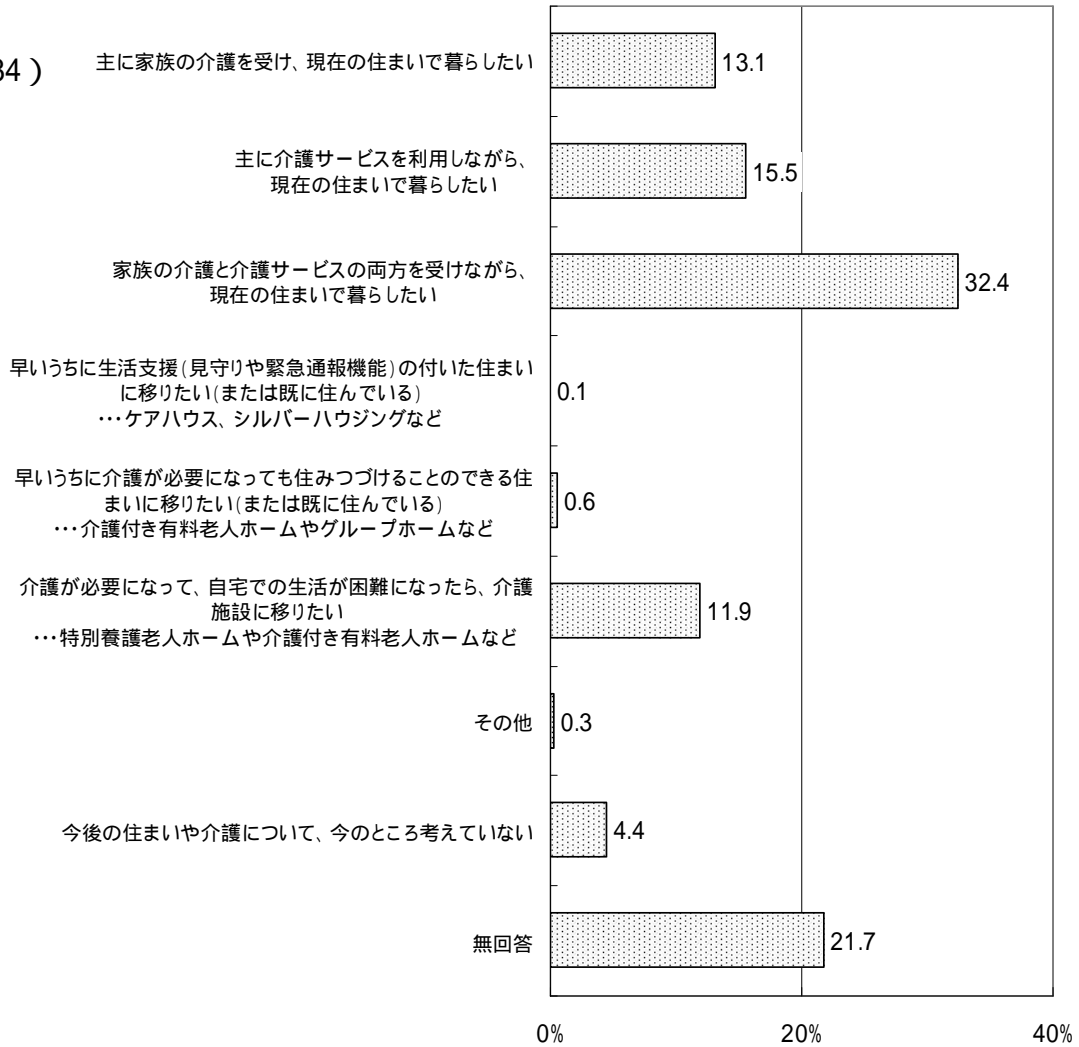 84）
主に家族の介護を受け、現在の住まいで暮らしたい
13.1
主に介護サービスを利用しながら、
現在の住まいで暮らしたい
15.5
家族の介護と介護サービスの両方を受けながら、
現在の住まいで暮らしたい
32.4
早いうちに生活支援(見守りや緊急通報機能)の付いた住まい
に移りたい(または既に住んでいる)
･･･ケアハウス、シルバーハウジングなど
0.1
早いうちに介護が必要になっても住みつづけることのできる住
まいに移りたい(または既に住んでいる)
･･･介護付き有料老人ホームやグループホームなど
0.6
介護が必要になって、自宅での生活が困難になったら、介護
施設に移りたい
･･･特別養護老人ホームや介護付き有料老人ホームなど
11.9
その他
0.3
今後の住まいや介護について、今のところ考えていない
4.4
無回答
21.7
0%
20%
40%